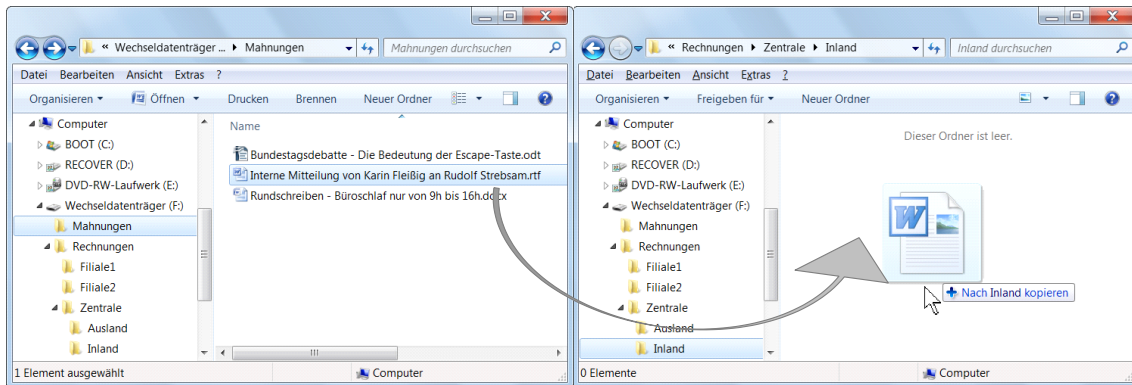 « Wechseldatenträger ... ▸ Mahnungen
Mahnungen durchsuchen
Datei Bearbeiten Ansicht Extras ?
Organisieren Öffnen Drucken Brennen Neuer Ordner
Computer
BOOT (C:)
RECOVER (D:)
DVD-RW-Laufwerk (E:)
Wechseldatenträger (F:)
Mahnungen
Rechnungen
Filiale1
Filiale2
Zentrale
Ausland
Inland
Name
Bundestagsdebatte - Die Bedeutung der Escape-Taste.odt
Interne Mitteilung von Karin Fleißig an Rudolf Strebsam.rtf
Rundschreiben - Büroschlaf nur von 9h bis 16h.docx
1 Element ausgewählt
Computer
« Rechnungen ▸ Zentrale ▸ Inland
Inland durchsuchen
Datei Bearbeiten Ansicht Extras ?
Organisieren Freigeben für Neuer Ordner
Computer
BOOT (C:)
RECOVER (D:)
DVD-RW-Laufwerk (E:)
Wechseldatenträger (F:)
Mahnungen
Rechnungen
Filiale1
Filiale2
Zentrale
Ausland
Inland
Dieser Ordner ist leer.
W
Nach Inland kopieren
0 Elemente
Computer